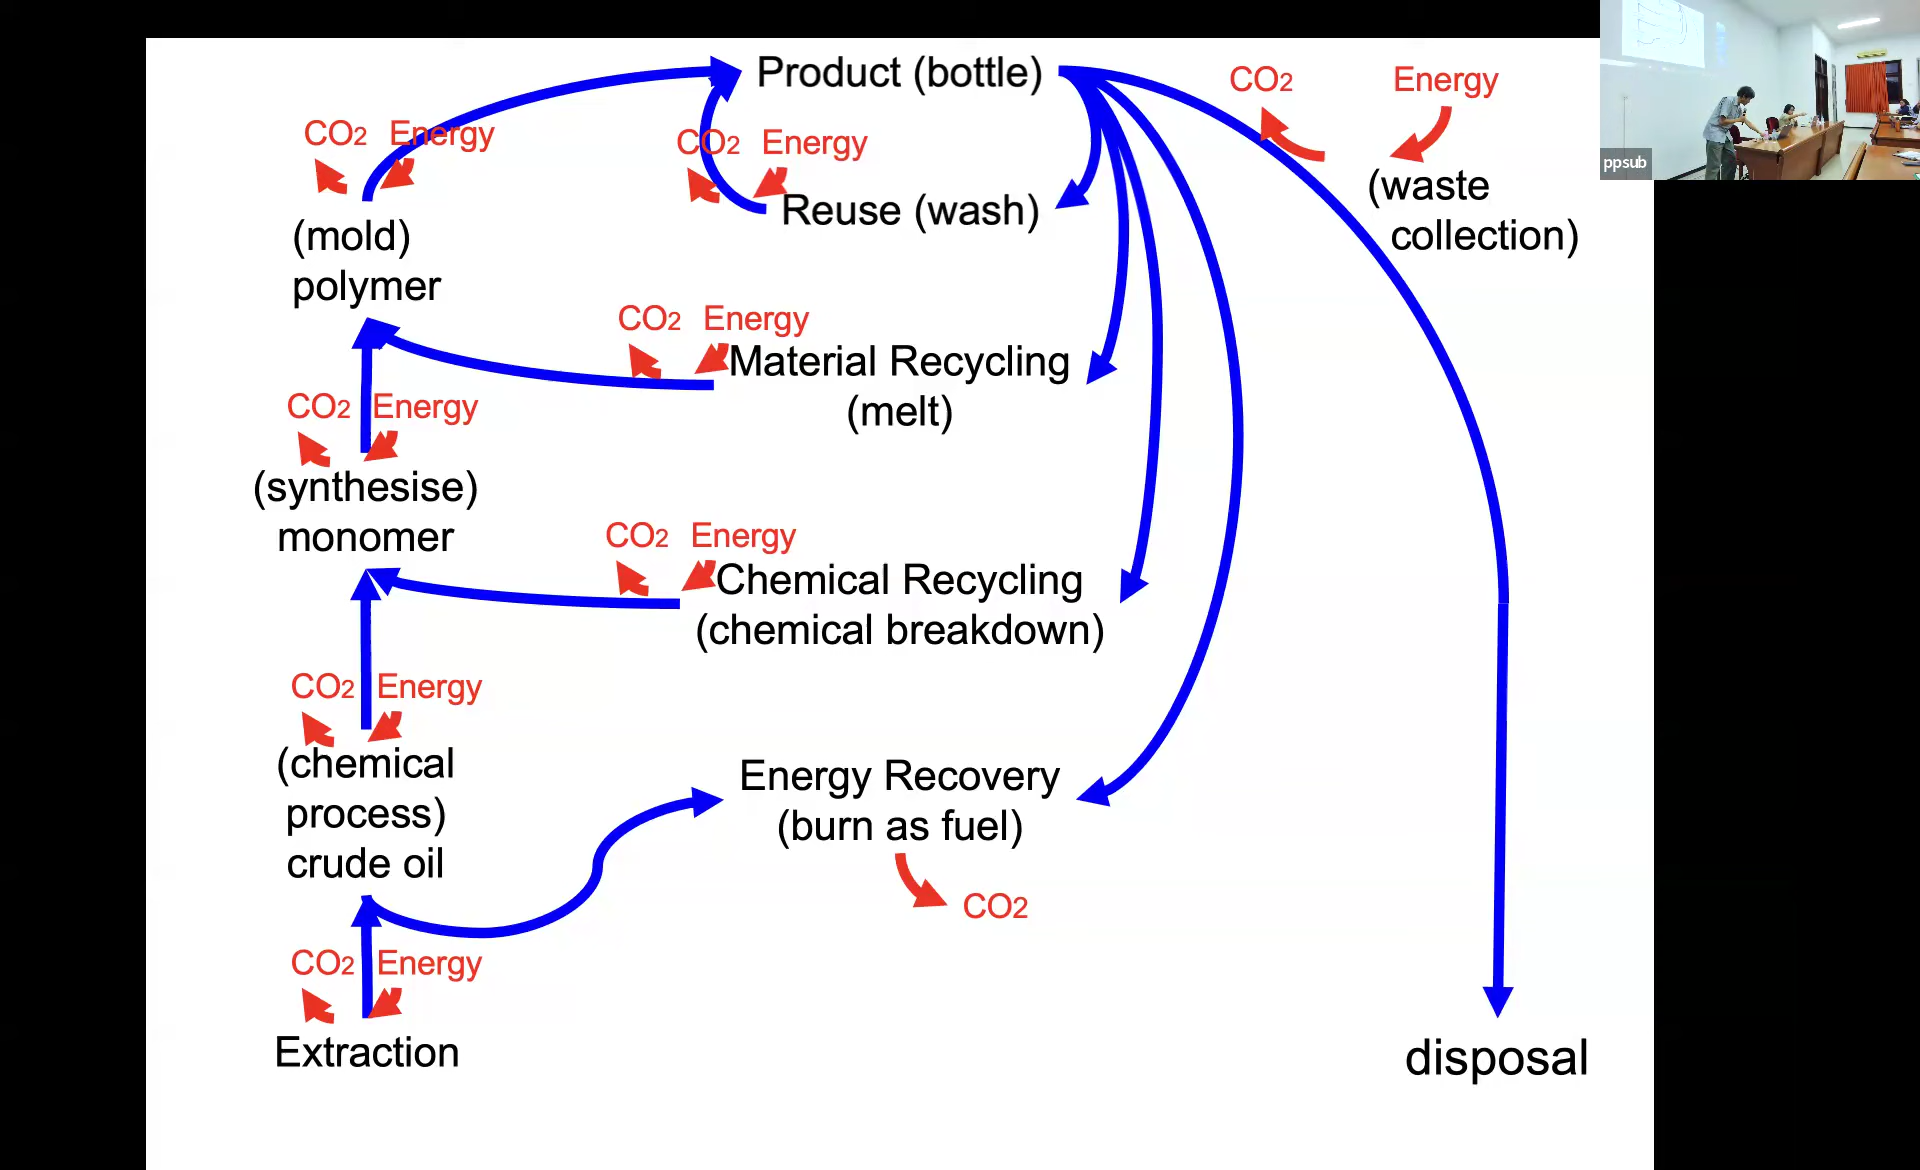 Product (bottle)
CO2 Energy
CO2 Energy
(waste
collection)
CO2 Energy
Reuse (wash)
(mold)
polymer
CO2 Energy
Material Recycling
(melt)
CO2 Energy
(synthesise)
monomer
CO2 Energy
Chemical Recycling
(chemical breakdown)
CO2 Energy
(chemical
process)
crude oil
Energy Recovery
(burn as fuel)
CO2
CO2 Energy
Extraction
disposal
ppsub